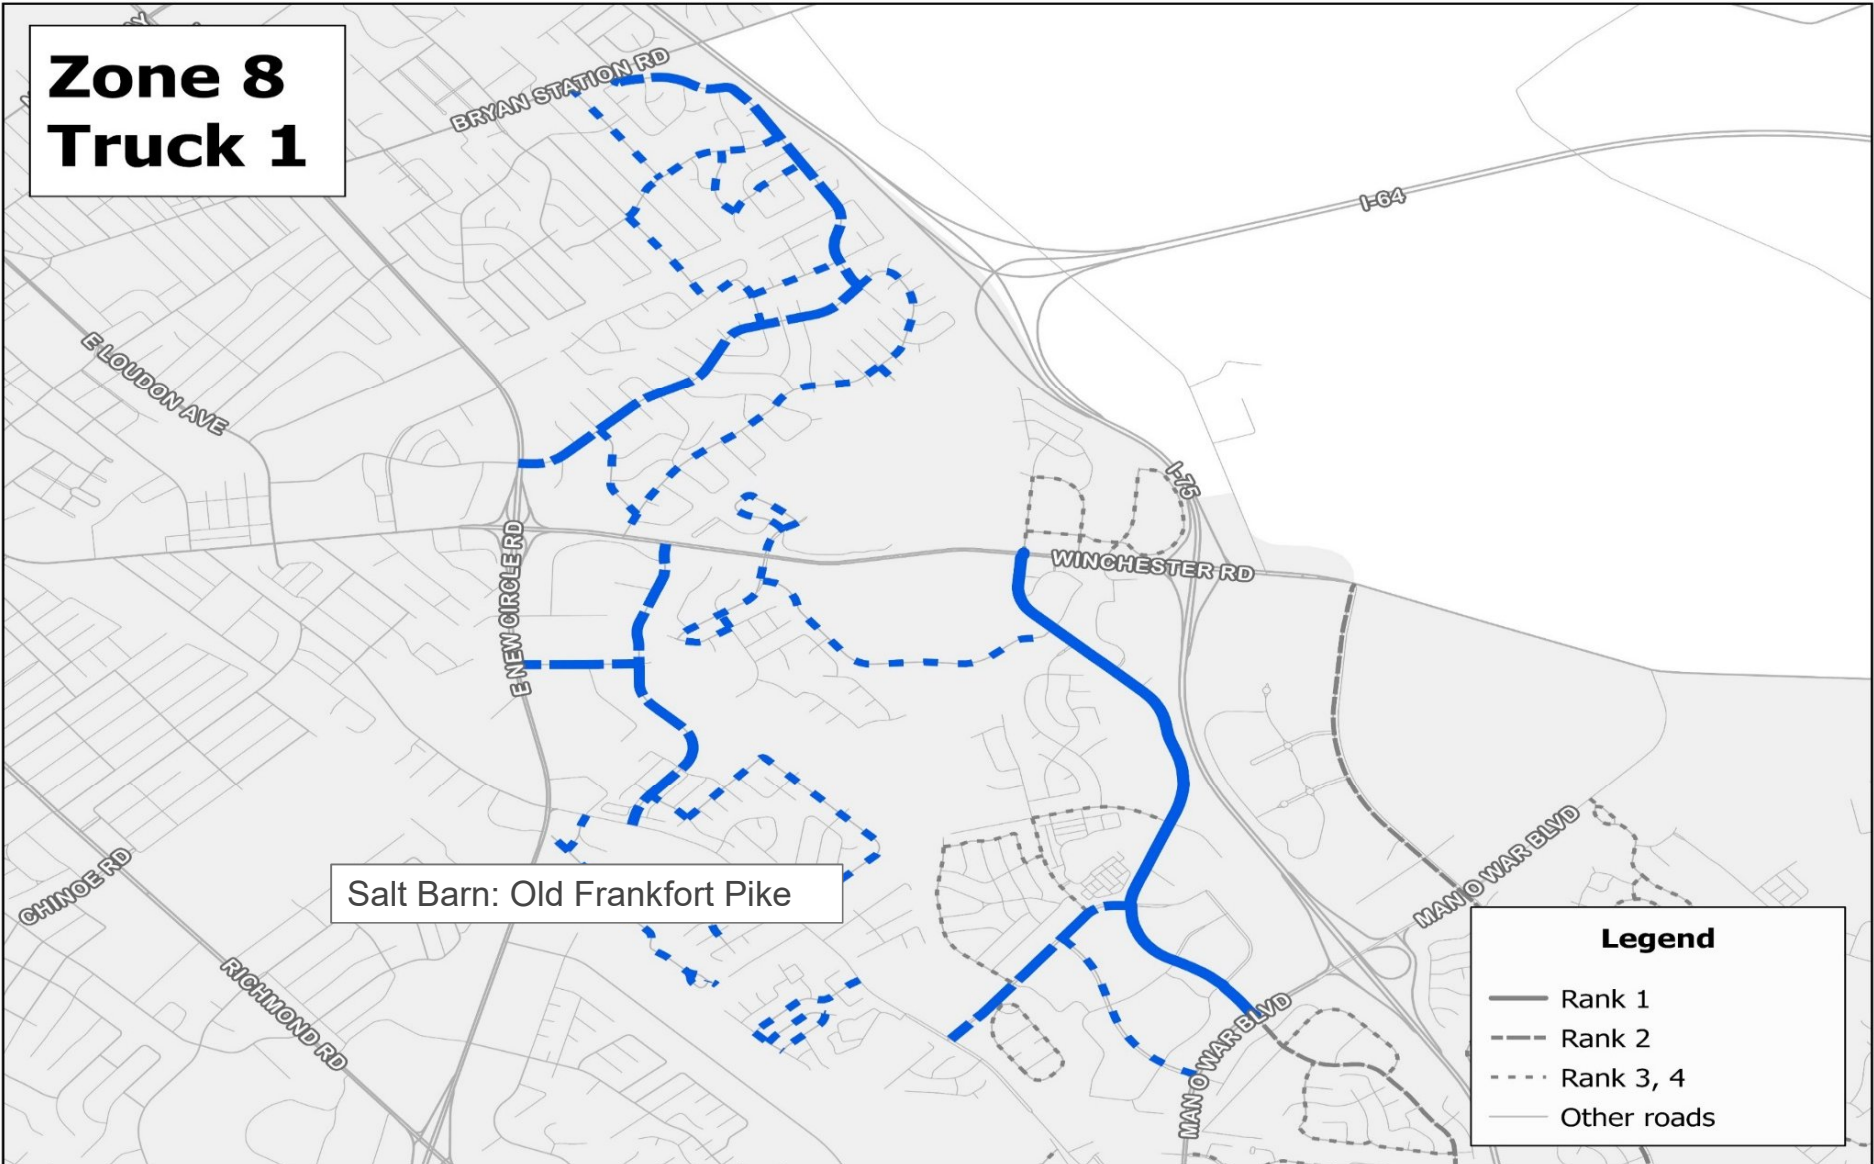 Zone 8
Truck 1
BRYAN STATION RD
I-64
E LOUDON AVE
I-75
E NEW CIRCLE RD
WINCHESTER RD
CHINOE RD
Salt Barn: Old Frankfort Pike
MAN O WAR BLVD
RICHMOND RD
MAN O WAR BLVD
Legend
Rank 1
Rank 2
Rank 3, 4
Other roads